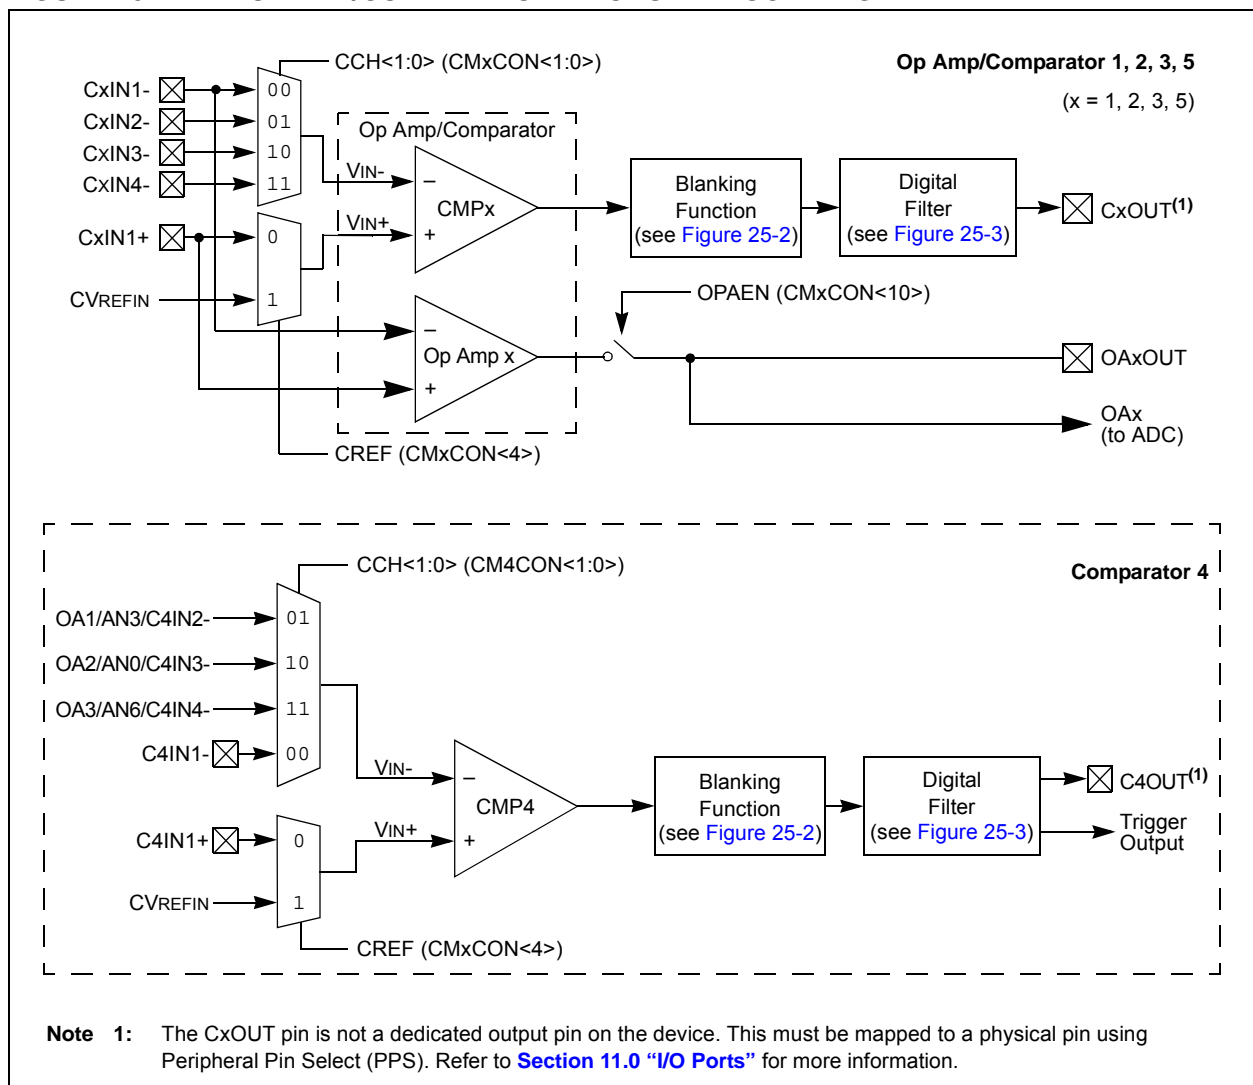 CCH<1:0> (CMxCON<1:0>)
Op Amp/Comparator 1, 2, 3, 5
(x = 1, 2, 3, 5)
CxIN1-
CxIN2-
CxIN3-
CxIN4-
00
01
10
11
Op Amp/Comparator
VIN-
–
CMPx
+
VIN+
Blanking
Function
(see Figure 25-2)
Digital
Filter
(see Figure 25-3)
CxOUT(1)
CxIN1+
CVREFIN
0
1
OPAEN (CMxCON<10>)
–
Op Amp x
+
OAxOUT
OAx
(to ADC)
CREF (CMxCON<4>)
CCH<1:0> (CM4CON<1:0>)
Comparator 4
OA1/AN3/C4IN2-
01
OA2/AN0/C4IN3-
10
OA3/AN6/C4IN4-
11
C4IN1-
00
VIN-
–
CMP4
+
VIN+
Blanking
Function
(see Figure 25-2)
Digital
Filter
(see Figure 25-3)
C4OUT(1)
Trigger
Output
C4IN1+
0
CVREFIN
1
CREF (CMxCON<4>)
Note 1: The CxOUT pin is not a dedicated output pin on the device. This must be mapped to a physical pin using
Peripheral Pin Select (PPS). Refer to Section 11.0 “I/O Ports” for more information.